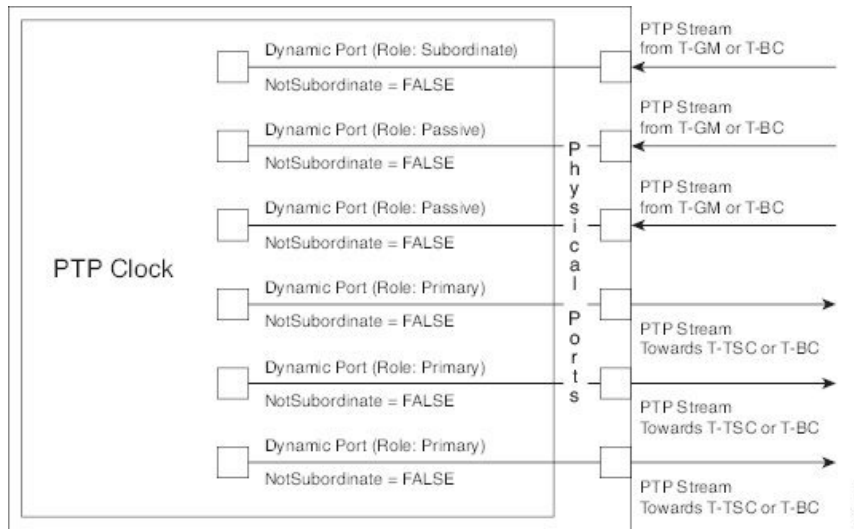 Dynamic Port (Role: Subordinate)
NotSubordinate = FALSE
PTP Stream
from T-GM or T-BC
Dynamic Port (Role: Passive)
NotSubordinate = FALSE
PTP Stream
from T-GM or T-BC
Dynamic Port (Role: Passive)
NotSubordinate = FALSE
PTP Stream
from T-GM or T-BC
PTP Clock
Physical Ports
Dynamic Port (Role: Primary)
NotSubordinate = FALSE
PTP Stream
Towards T-TSC or T-BC
Dynamic Port (Role: Primary)
NotSubordinate = FALSE
PTP Stream
Towards T-TSC or T-BC
Dynamic Port (Role: Primary)
NotSubordinate = FALSE
PTP Stream
Towards T-TSC or T-BC